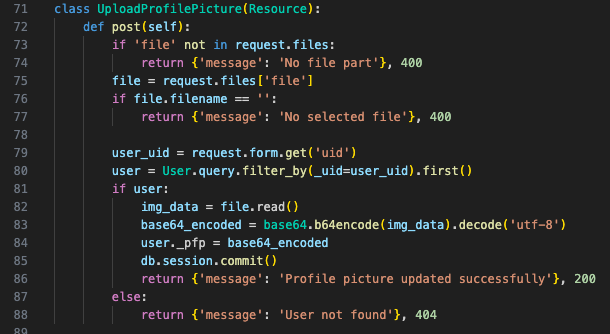 71 class UploadProfilePicture(Resource):
72     def post(self):
73         if 'file' not in request.files:
74             return {'message': 'No file part'}, 400
75         file = request.files['file']
76         if file.filename == '':
77             return {'message': 'No selected file'}, 400
78
79         user_uid = request.form.get('uid')
80         user = User.query.filter_by(_uid=user_uid).first()
81         if user:
82             img_data = file.read()
83             base64_encoded = base64.b64encode(img_data).decode('utf-8')
84             user._pfp = base64_encoded
85             db.session.commit()
86             return {'message': 'Profile picture updated successfully'}, 200
87         else:
88             return {'message': 'User not found'}, 404
89